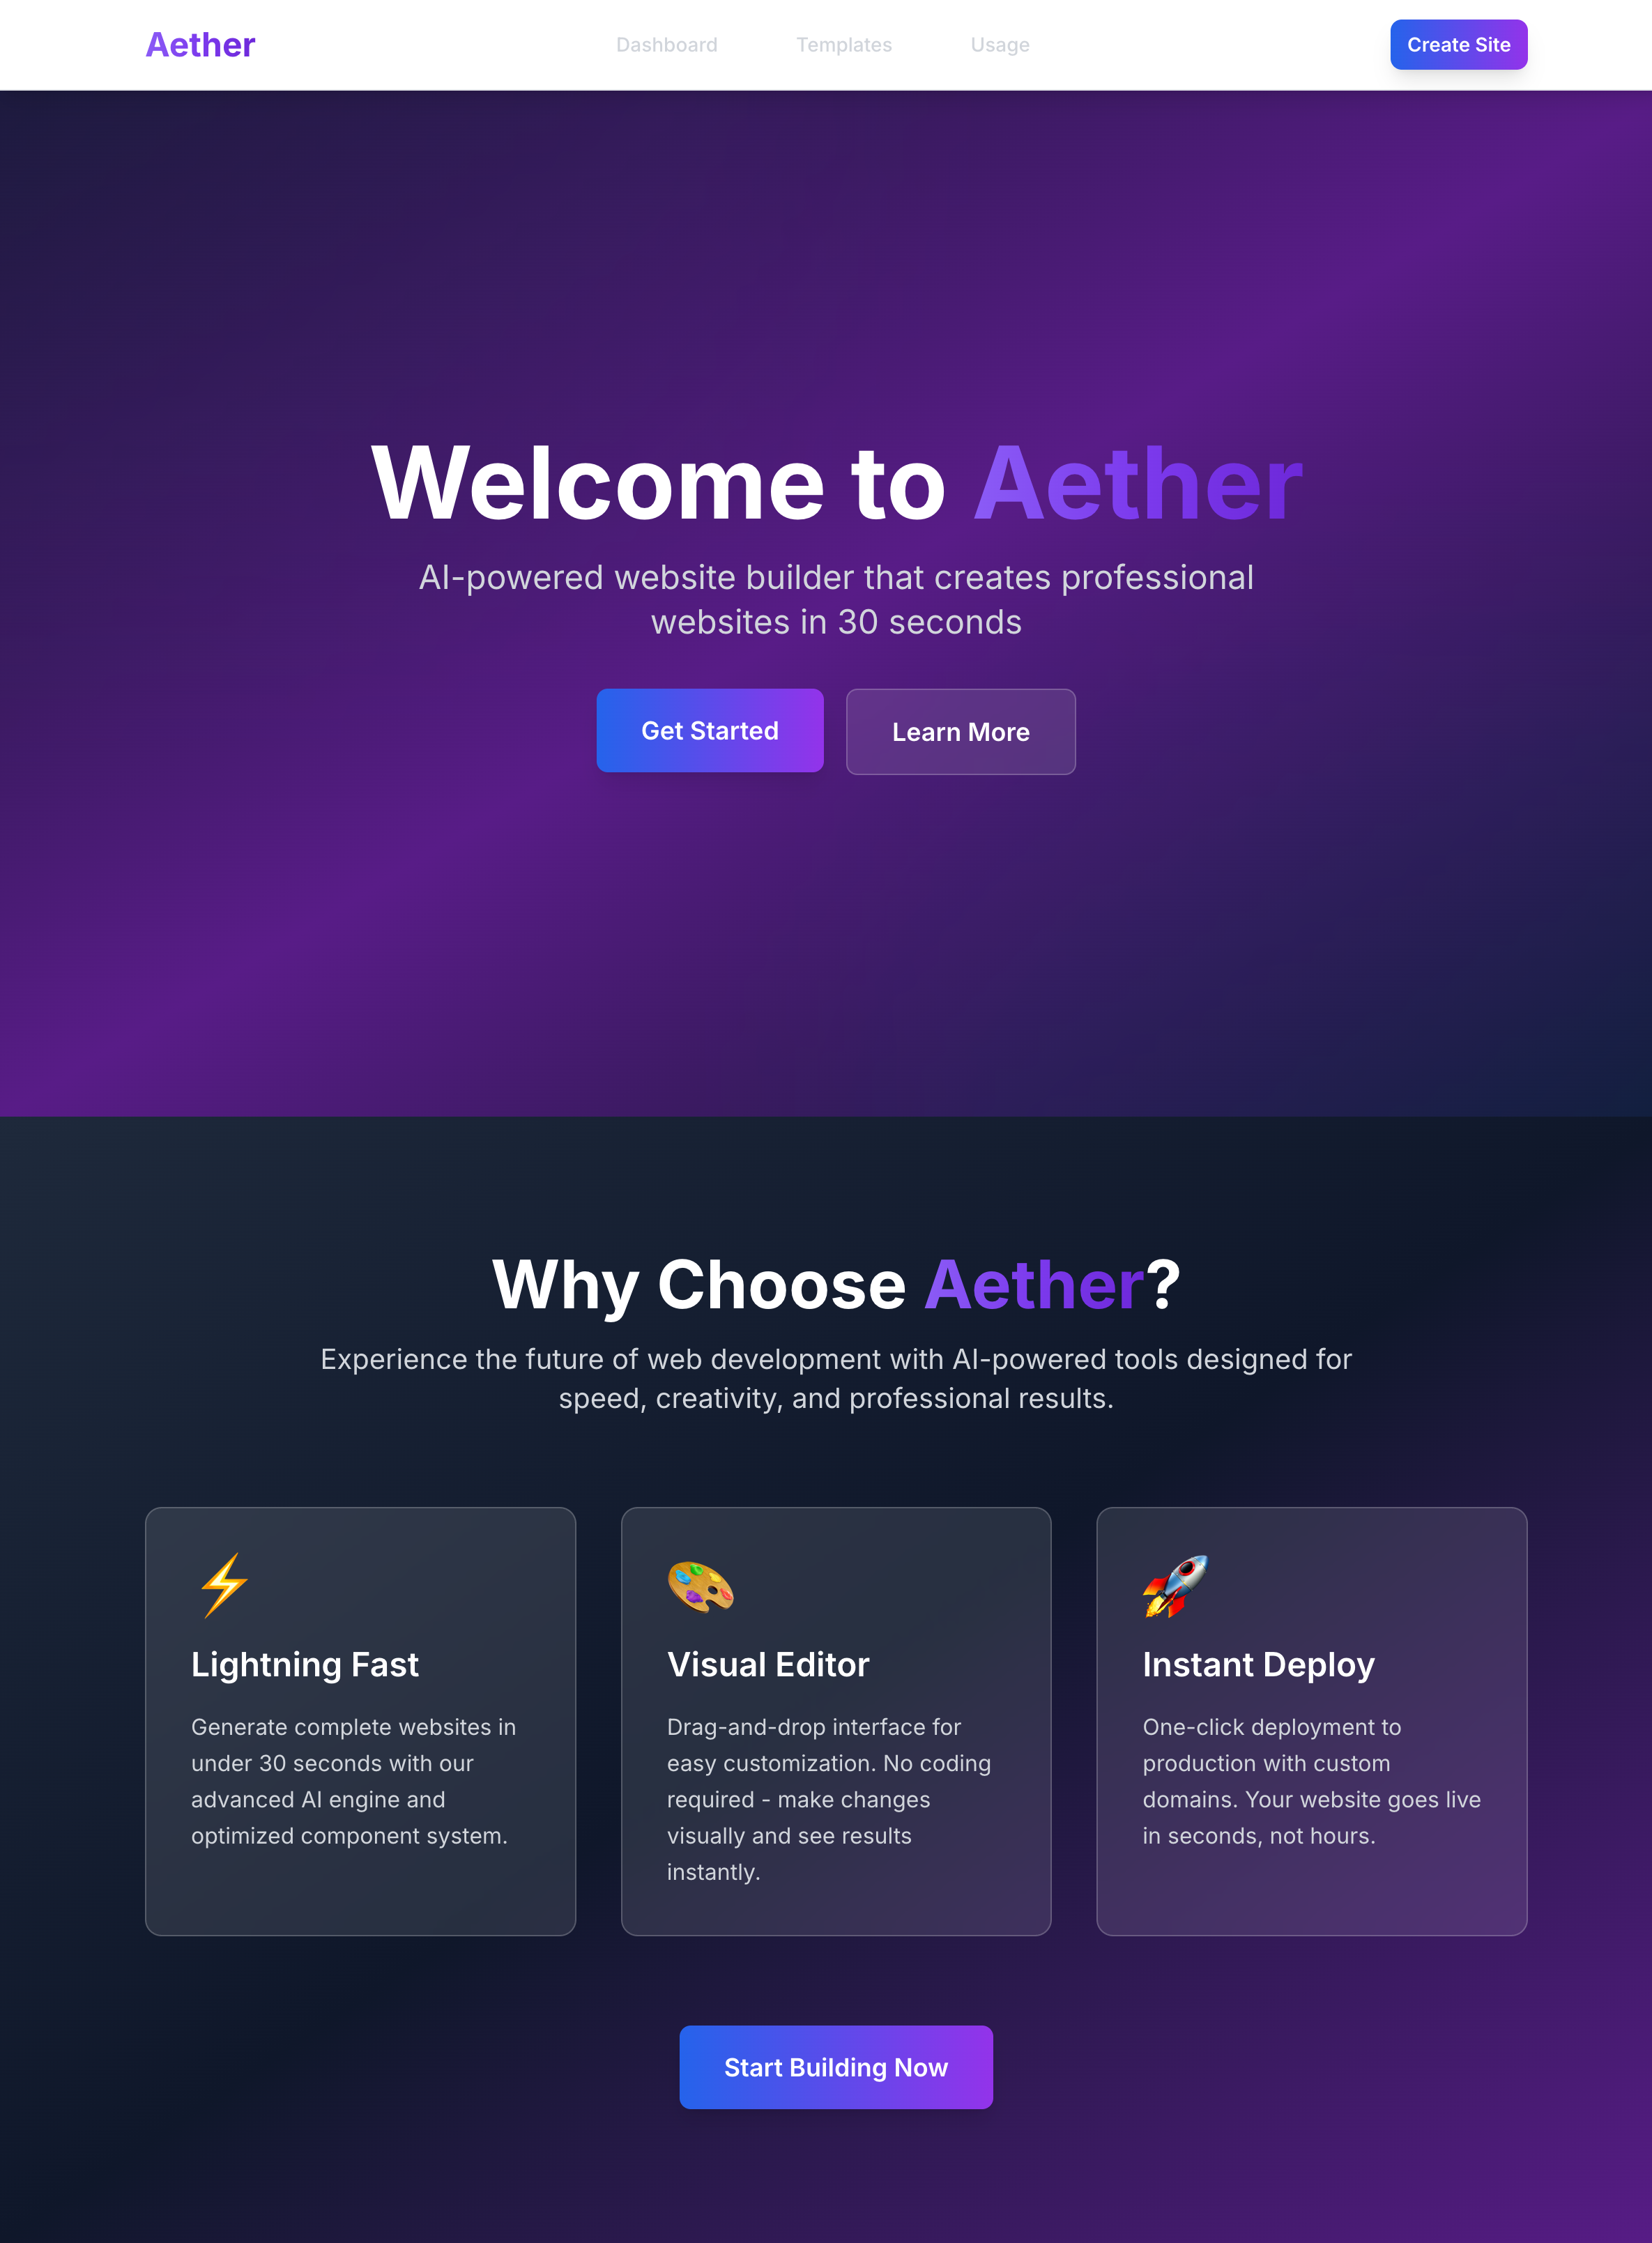 Aether
Dashboard
Templates
Usage
Create Site
Welcome to Aether
AI-powered website builder that creates professional
websites in 30 seconds
Get Started
Learn More
Why Choose Aether?
Experience the future of web development with AI-powered tools designed for
speed, creativity, and professional results.
Lightning Fast
Generate complete websites in
under 30 seconds with our
advanced AI engine and
optimized component system.
Visual Editor
Drag-and-drop interface for
easy customization. No coding
required - make changes
visually and see results
instantly.
Instant Deploy
One-click deployment to
production with custom
domains. Your website goes live
in seconds, not hours.
Start Building Now